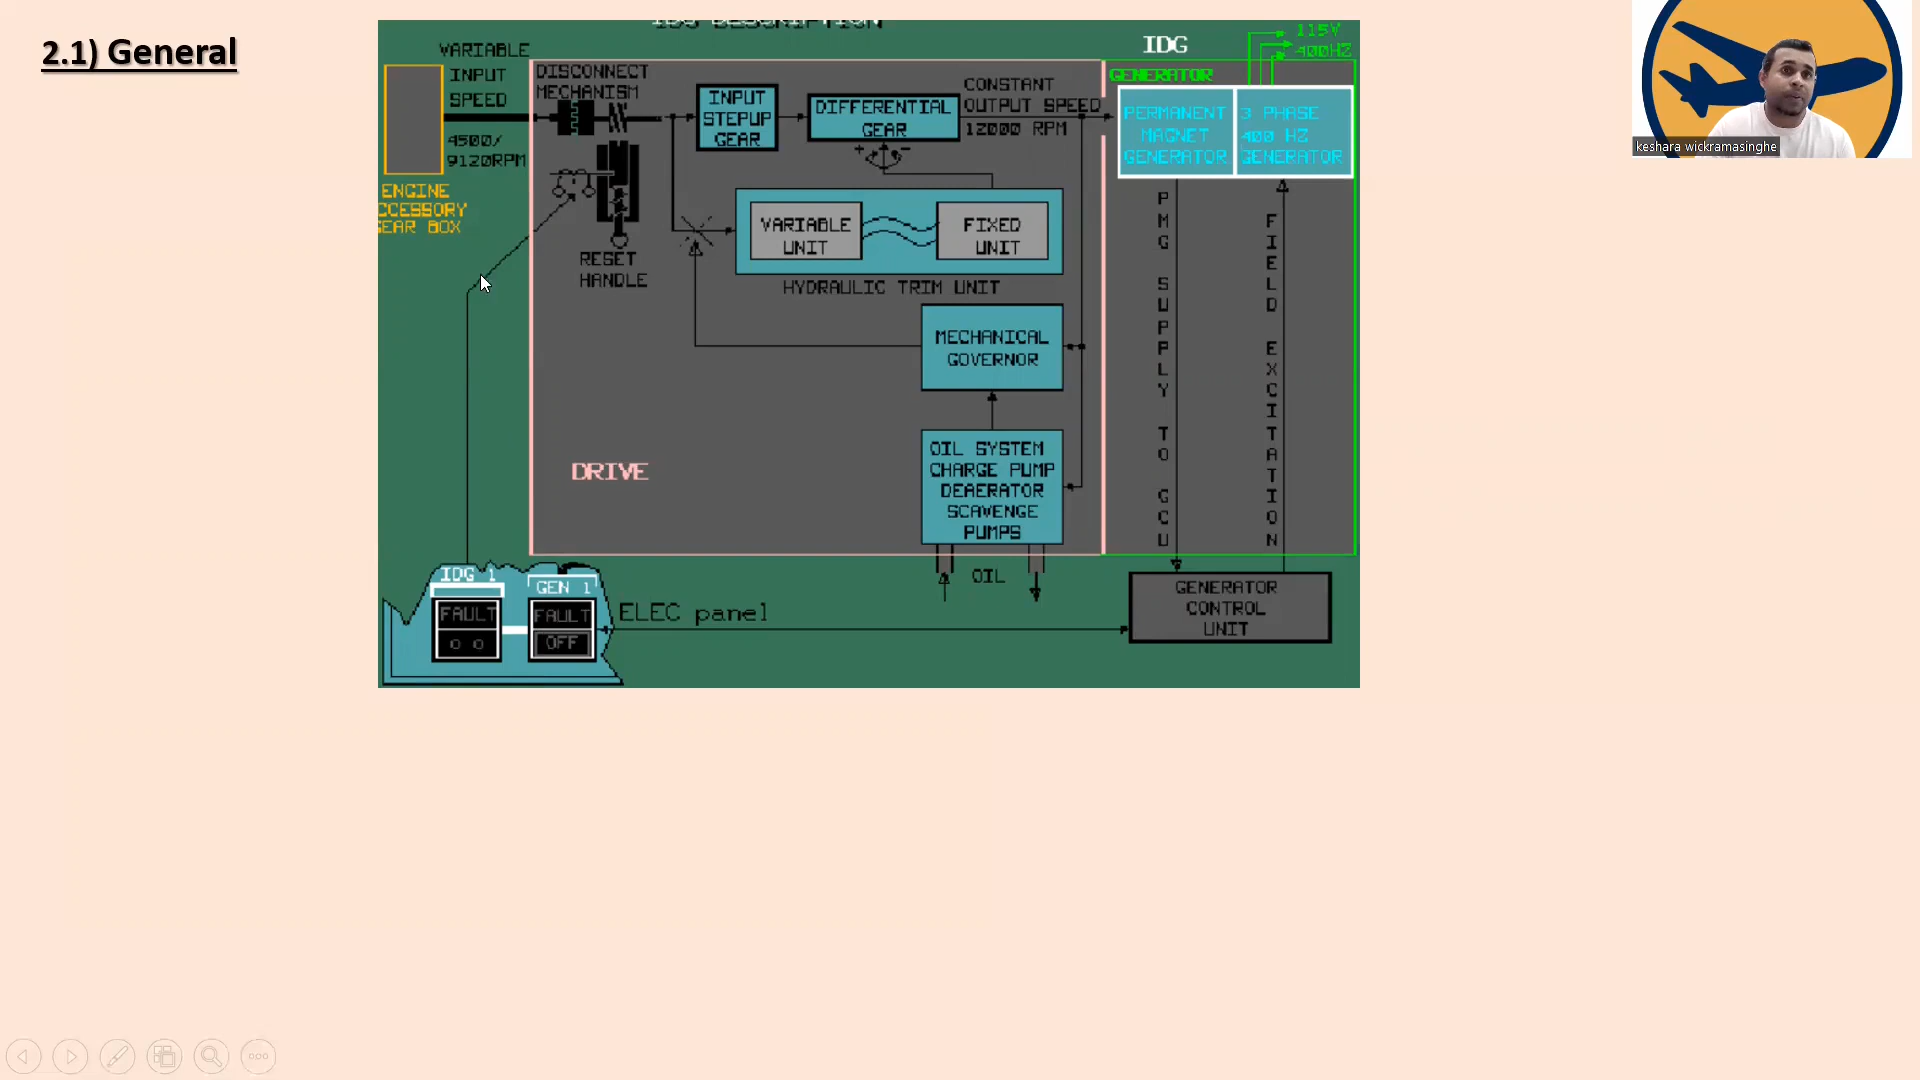 2.1) General
IDG DESCRIPTION
VARIABLE
INPUT
SPEED
4500/
9120RPM
ENGINE
CCESSORY
EAR BOX
DISCONNECT
MECHANISM
RESET
HANDLE
INPUT
STEPUP
GEAR
DIFFERENTIAL
GEAR
+ -
CONSTANT
OUTPUT SPEED
12000 RPM
VARIABLE
UNIT
FIXED
UNIT
HYDRAULIC TRIM UNIT
MECHANICAL
GOVERNOR
OIL SYSTEM
CHARGE PUMP
DEAERATOR
SCAVENGE
PUMPS
OIL
DRIVE
IDG
115V
400HZ
GENERATOR
PERMANENT
MAGNET
GENERATOR
3 PHASE
400 HZ
GENERATOR
PMG SUPPLY TO GCU
FIELD EXCITATION
GENERATOR
CONTROL
UNIT
IDG 1
FAULT
GEN 1
FAULT
OFF
ELEC panel
keshara wickramasinghe